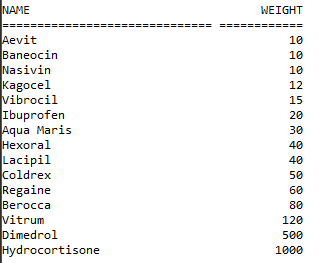 NAME WEIGHT
============================== ============
Aevit 10
Baneocin 10
Nasivin 10
Kagocel 12
Vibrocil 15
Ibuprofen 20
Aqua Maris 30
Hexoral 40
Lacipil 40
Coldrex 50
Regaine 60
Berocca 80
Vitrum 120
Dimedrol 500
Hydrocortisone 1000